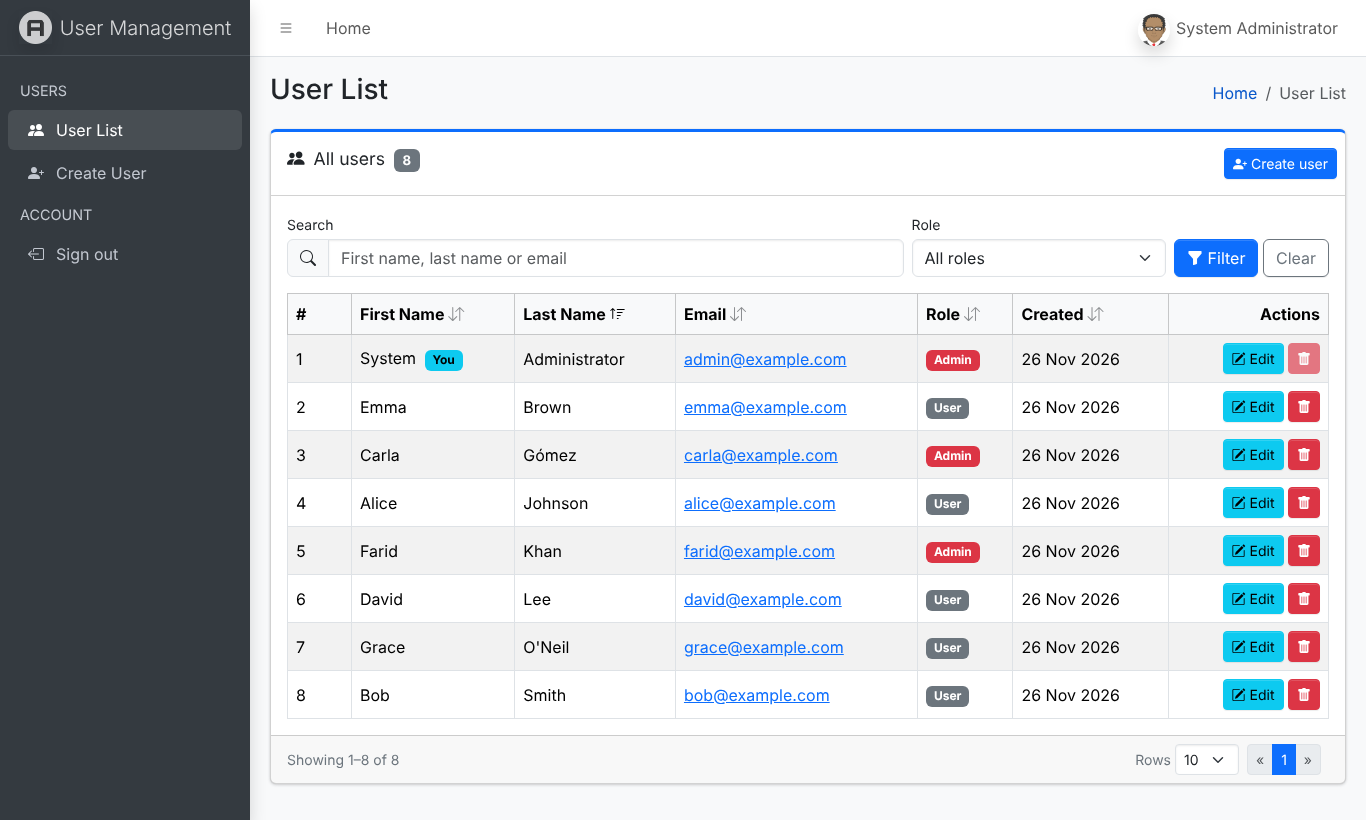 User Management
Home
System Administrator
USERS
User List
Create User
ACCOUNT
Sign out
User List
Home / User List
All users 8
Create user
Search
Role
First name, last name or email
All roles
Filter
Clear
# First Name Last Name Email Role Created Actions
1 System You Administrator admin@example.com Admin 26 Nov 2026 Edit
2 Emma Brown emma@example.com User 26 Nov 2026 Edit
3 Carla Gómez carla@example.com Admin 26 Nov 2026 Edit
4 Alice Johnson alice@example.com User 26 Nov 2026 Edit
5 Farid Khan farid@example.com Admin 26 Nov 2026 Edit
6 David Lee david@example.com User 26 Nov 2026 Edit
7 Grace O'Neil grace@example.com User 26 Nov 2026 Edit
8 Bob Smith bob@example.com User 26 Nov 2026 Edit
Showing 1–8 of 8
Rows 10 « 1 »